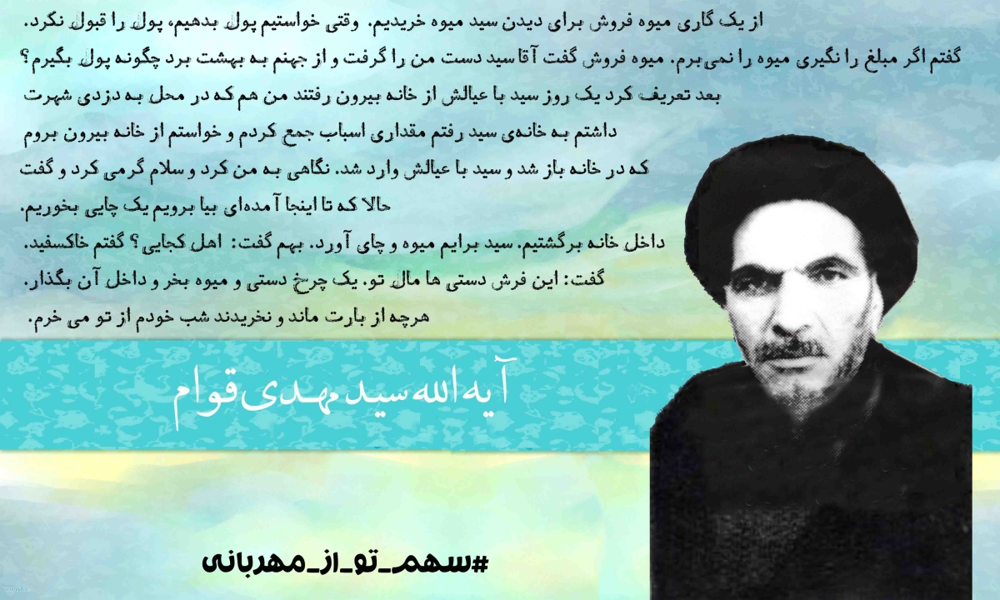 از یک گاری میوه فروش برای دیدن سید میوه خریدیم. وقتی خواستیم پول بدهیم، پول را قبول نکرد.
گفتم اگر مبلغ را نگیری میوه را نمی‌برم. میوه فروش گفت آقا سید دست من را گرفت و از جهنم به بهشت برد چگونه پول بگیرم؟
بعد تعریف کرد یک روز سید با عیالش از خانه بیرون رفتند من هم که در محل به دزدی شهرت
داشتم به خانه‌ی سید رفتم مقداری اسباب جمع کردم و خواستم از خانه بیرون بروم
که در خانه باز شد و سید با عیالش وارد شد. نگاهی به من کرد و سلام گرمی کرد و گفت
حالا که تا اینجا آمده‌ای بیا برویم یک چایی بخوریم.
داخل خانه برگشتیم. سید برایم میوه و چای آورد. بهم گفت: اهل کجایی؟ گفتم خاکسفید.
گفت: این فرش دستی ها مال تو. یک چرخ دستی و میوه بخر و داخل آن بگذار.
هرچه از بارت ماند و نخریدند شب خودم از تو می خرم.
آیه الله سید مهدی قوام
#سهم_تو_از_مهربانی